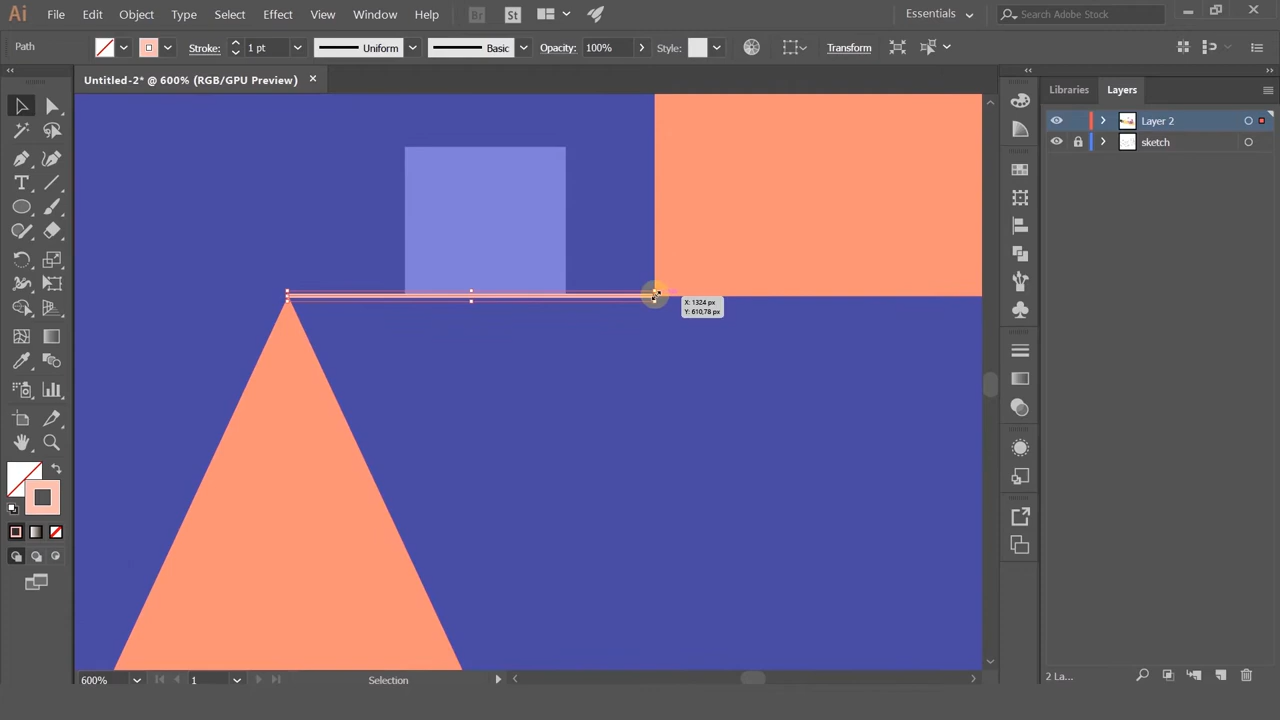 Ai File Edit Object Type Select Effect View Window Help Br St Essentials Search Adobe Stock
Path Stroke: 1 pt Uniform Basic Opacity: 100% Style: Transform
Untitled-2* @ 600% (RGB/GPU Preview)
Libraries Layers
Layer 2
sketch
T
X: 1324 px
Y: 610,78 px
600% 1 Selection
2 La...